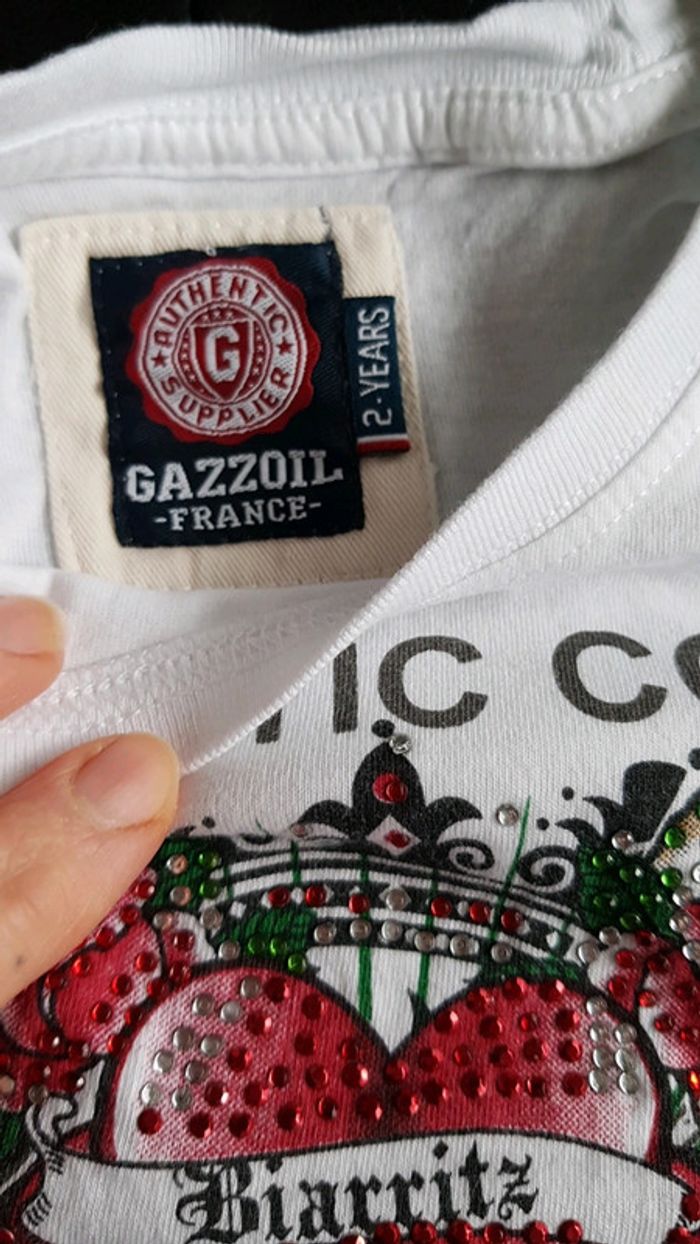 AUTHENTIC
G
SUPPLIER
2-YEARS
GAZZOIL
-FRANCE-
TIC CO
Biarritz